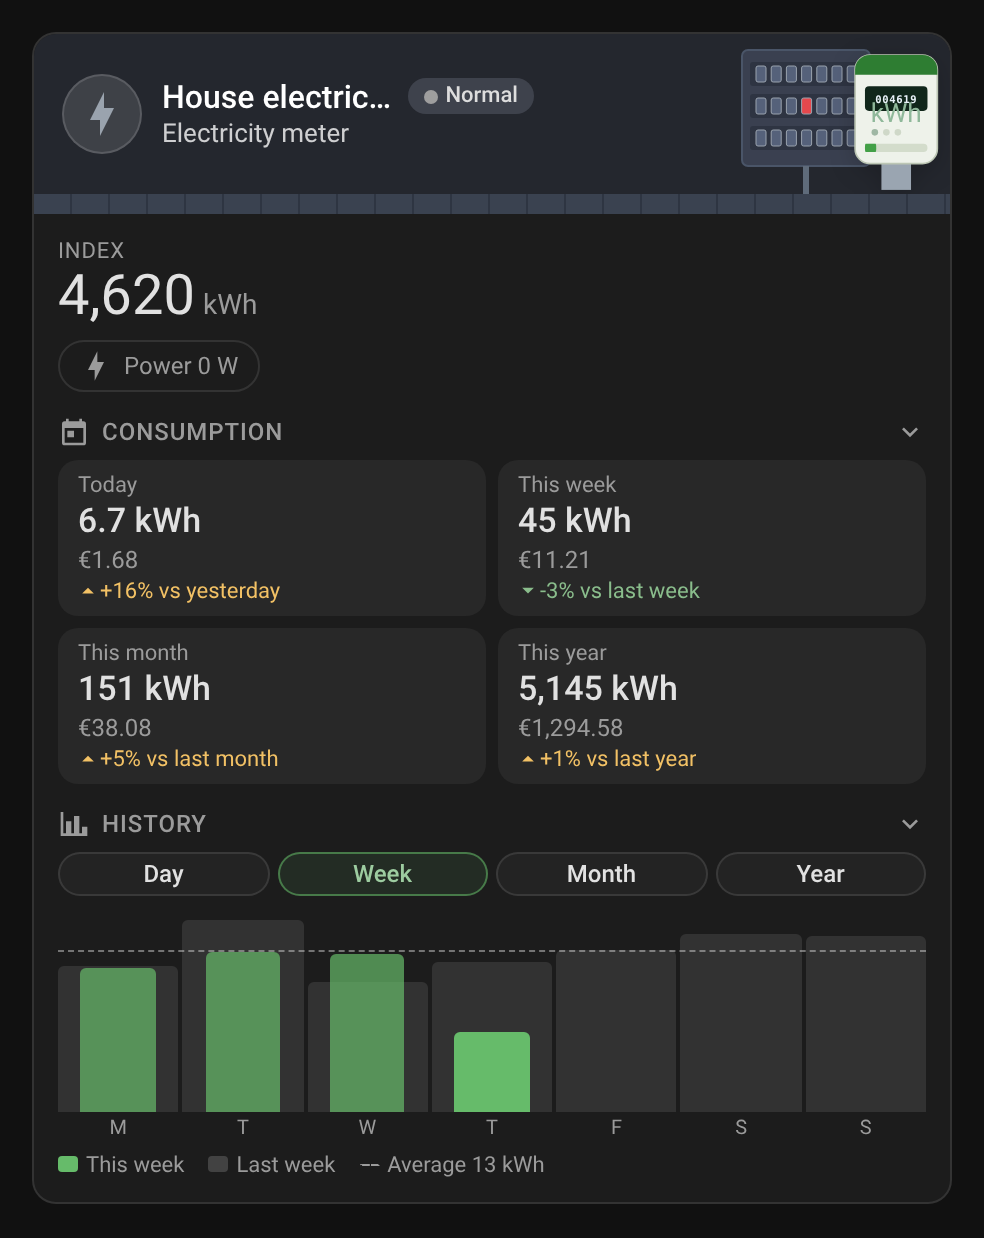 House electric... Normal
Electricity meter
004619
kWh
INDEX
4,620 kWh
Power 0 W
CONSUMPTION
Today
6.7 kWh
€1.68
+16% vs yesterday
This week
45 kWh
€11.21
-3% vs last week
This month
151 kWh
€38.08
+5% vs last month
This year
5,145 kWh
€1,294.58
+1% vs last year
HISTORY
Day Week Month Year
M T W T F S S
This week Last week Average 13 kWh